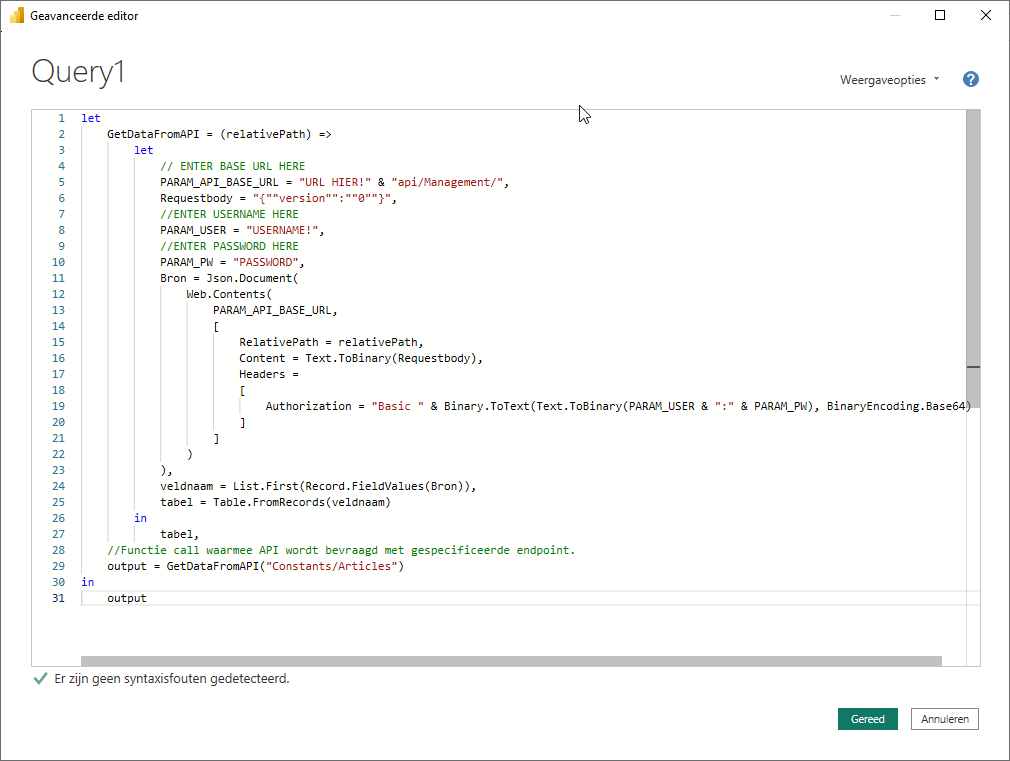 Geavanceerde editor
Query1
Weergaveopties
?
1 let
2 GetDataFromAPI = (relativePath) =>
3 let
4 // ENTER BASE URL HERE
5 PARAM_API_BASE_URL = "URL HIER!" & "api/Management/",
6 Requestbody = "{""version"":""0""}",
7 //ENTER USERNAME HERE
8 PARAM_USER = "USERNAME!",
9 //ENTER PASSWORD HERE
10 PARAM_PW = "PASSWORD",
11 Bron = Json.Document(
12 Web.Contents(
13 PARAM_API_BASE_URL,
14 [
15 RelativePath = relativePath,
16 Content = Text.ToBinary(Requestbody),
17 Headers =
18 [
19 Authorization = "Basic " & Binary.ToText(Text.ToBinary(PARAM_USER & ":" & PARAM_PW), BinaryEncoding.Base64)
20 ]
21 ]
22 )
23 ),
24 veldnaam = List.First(Record.FieldValues(Bron)),
25 tabel = Table.FromRecords(veldnaam)
26 in
27 tabel,
28 //Functie call waarmee API wordt bevraagd met gespecificeerde endpoint.
29 output = GetDataFromAPI("Constants/Articles")
30 in
31 output
Er zijn geen syntaxisfouten gedetecteerd.
Gereed
Annuleren